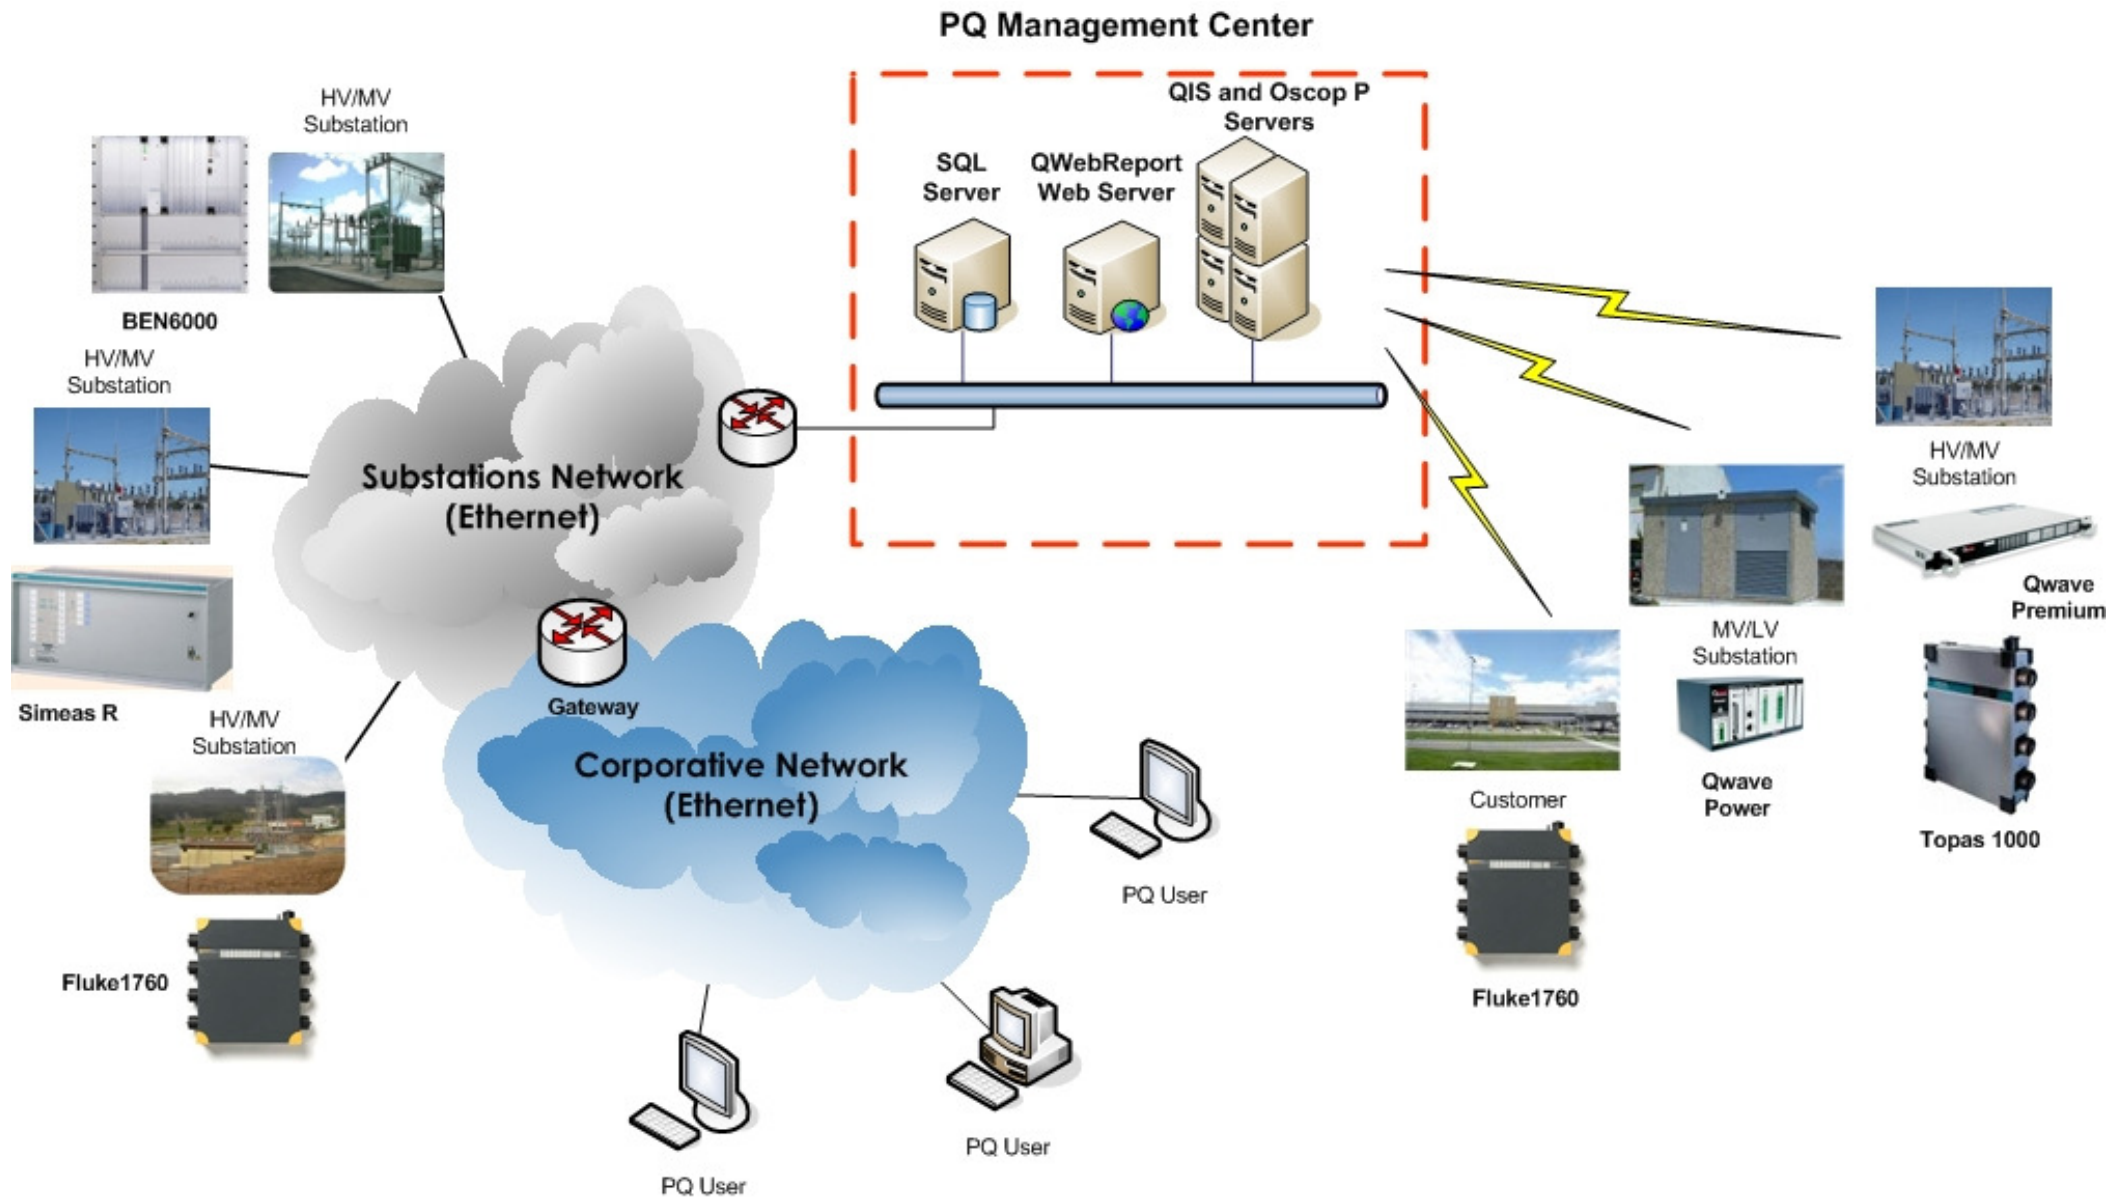 PQ Management Center
QIS and Oscop P
Servers
SQL
Server
QWebReport
Web Server
HV/MV
Substation
BEN6000
HV/MV
Substation
Simeas R
HV/MV
Substation
Fluke1760
Substations Network
(Ethernet)
Gateway
Corporative Network
(Ethernet)
PQ User
PQ User
PQ User
HV/MV
Substation
Qwave
Premium
MV/LV
Substation
Qwave
Power
Topas 1000
Customer
Fluke1760